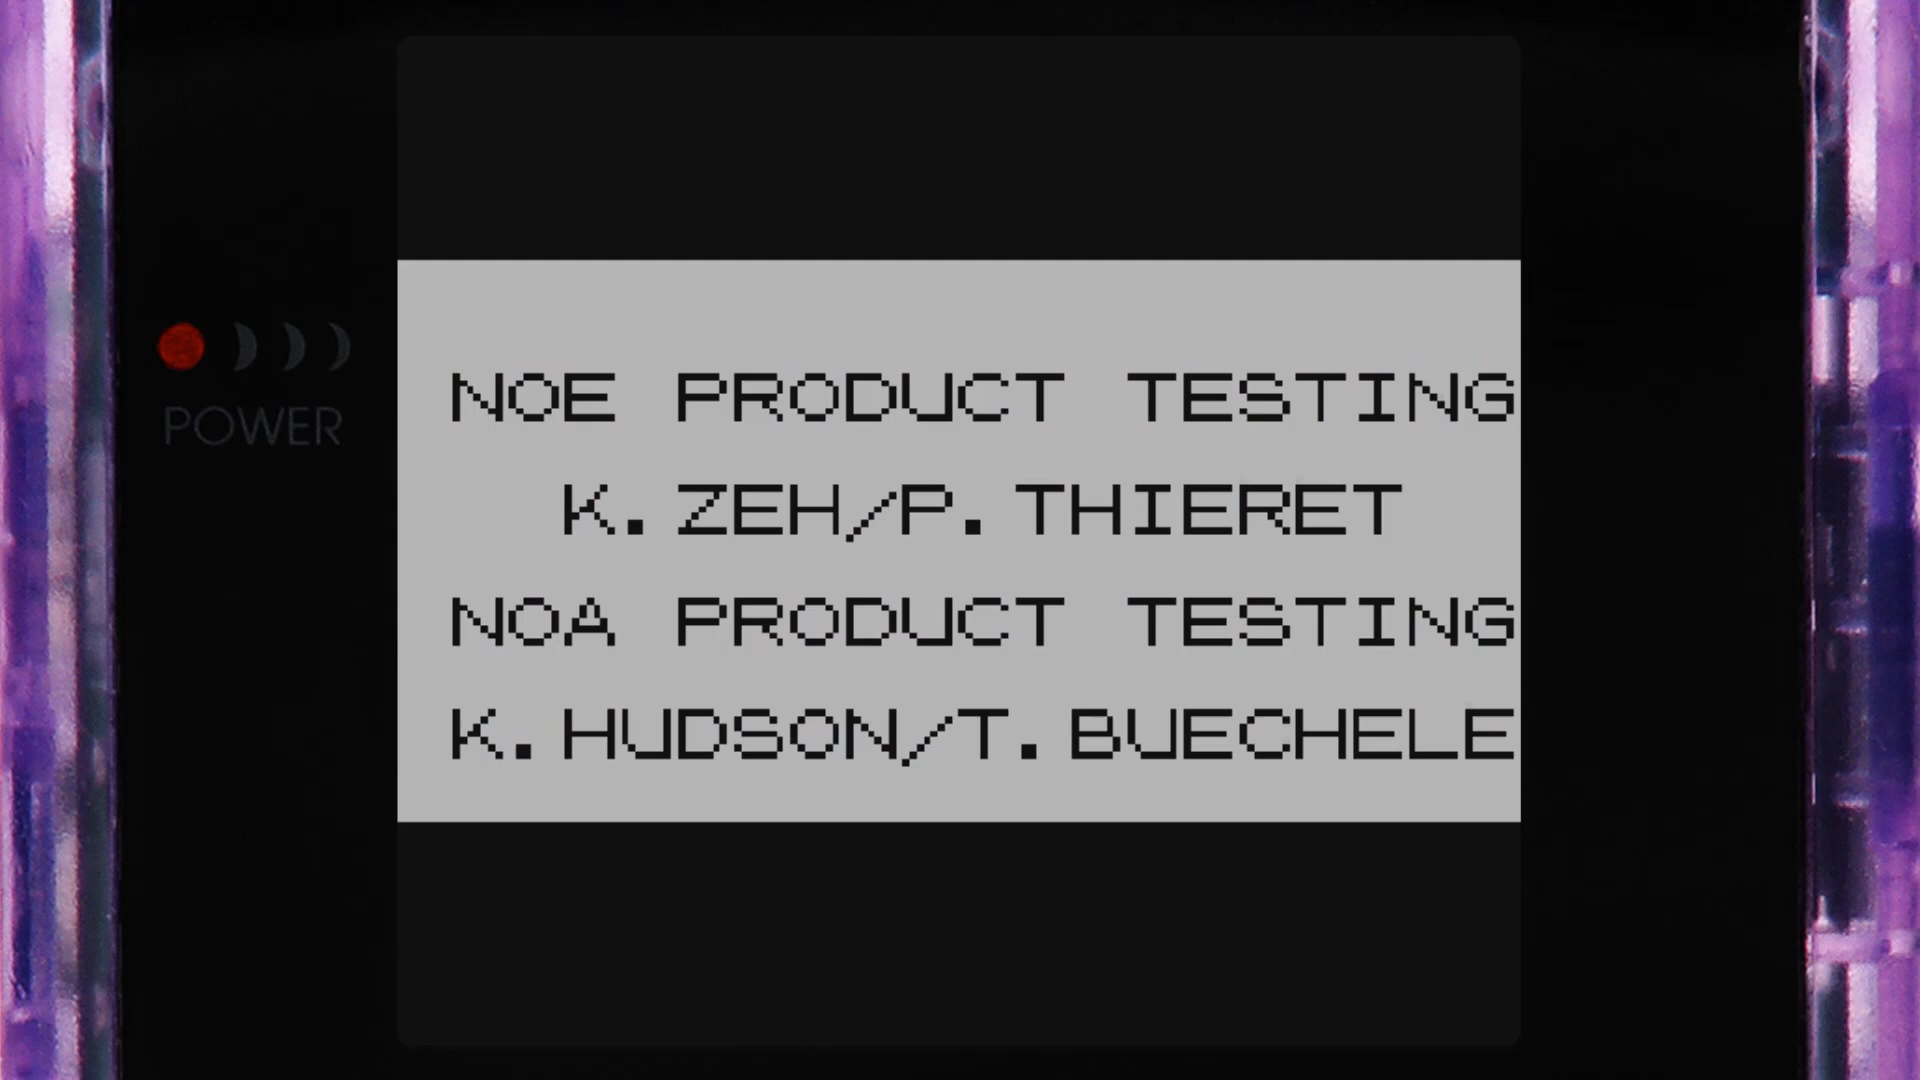 POWER
NOE PRODUCT TESTING
K.ZEH/P.THIERET
NOA PRODUCT TESTING
K.HUDSON/T.BUECHELE